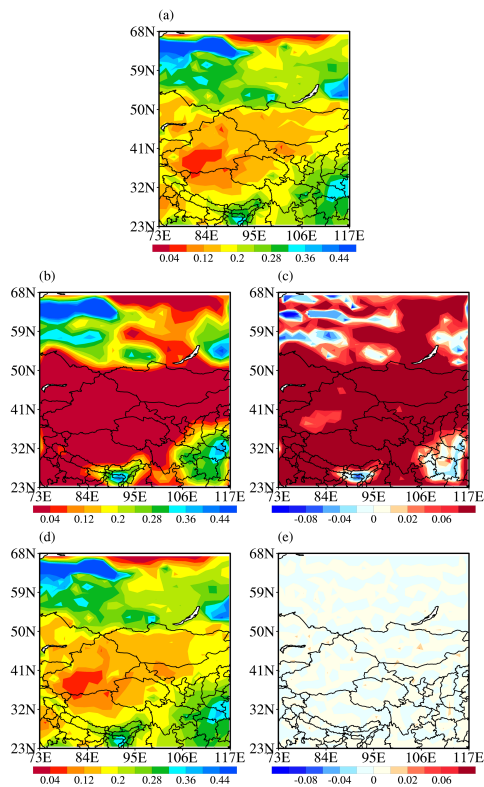 (a)
68N
59N
50N
41N
32N
23N
73E 84E 95E 106E 117E
0.04 0.12 0.2 0.28 0.36 0.44
(b) (c)
68N 68N
59N 59N
50N 50N
41N 41N
32N 32N
23N 23N
73E 84E 95E 106E 117E 73E 84E 95E 106E 117E
0.04 0.12 0.2 0.28 0.36 0.44 -0.08 -0.04 0 0.02 0.06
(d) (e)
68N 68N
59N 59N
50N 50N
41N 41N
32N 32N
23N 23N
73E 84E 95E 106E 117E 73E 84E 95E 106E 117E
0.04 0.12 0.2 0.28 0.36 0.44 -0.08 -0.04 0 0.02 0.06